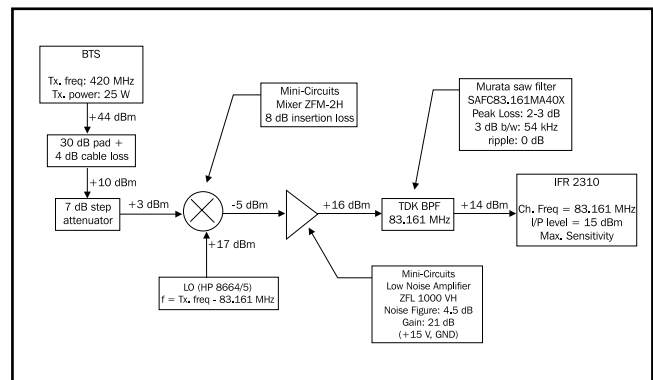 BTS
Tx. freq: 420 MHz
Tx. power: 25 W
+44 dBm
30 dB pad +
4 dB cable loss
+10 dBm
7 dB step
attenuator
+3 dBm
Mini-Circuits
Mixer ZFM-2H
8 dB insertion loss
-5 dBm
+17 dBm
LO (HP 8664/5)
f = Tx. freq - 83.161 MHz
+16 dBm
Mini-Circuits
Low Noise Amplifier
ZFL 1000 VH
Noise Figure: 4.5 dB
Gain: 21 dB
(+15 V, GND)
Murata saw filter
SAFC83.161MA40X
Peak Loss: 2-3 dB
3 dB b/w: 54 kHz
ripple: 0 dB
TDK BPF
83.161 MHz
+14 dBm
IFR 2310
Ch. Freq = 83.161 MHz
I/P level = 15 dBm
Max. Sensitivity